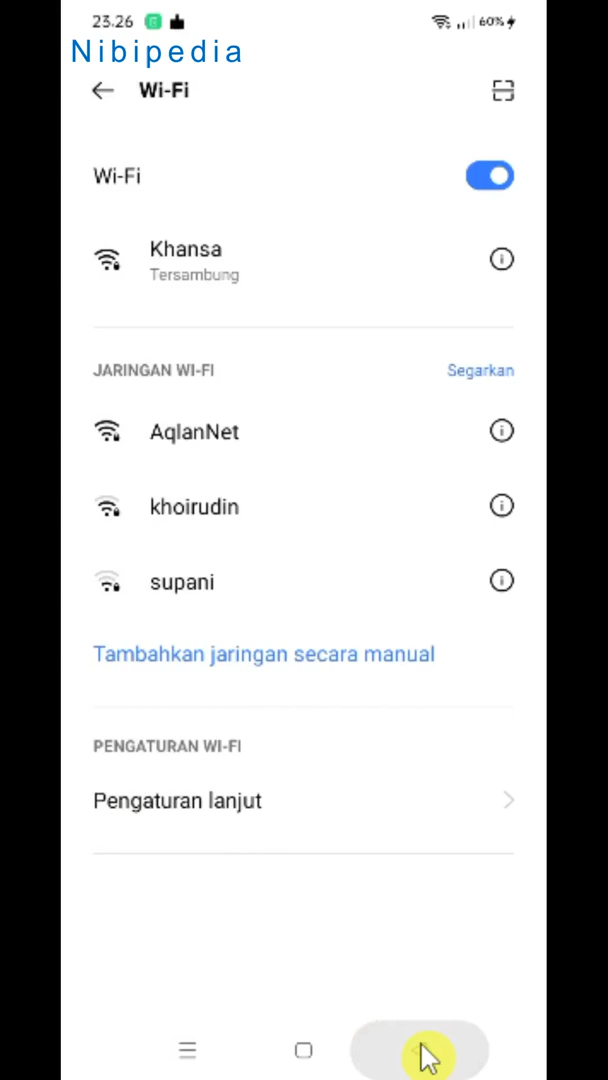 23.26
60%
Nibipedia
Wi-Fi
Wi-Fi
Khansa
Tersambung
JARINGAN WI-FI
Segarkan
AqlanNet
khoirudin
supani
Tambahkan jaringan secara manual
PENGATURAN WI-FI
Pengaturan lanjut